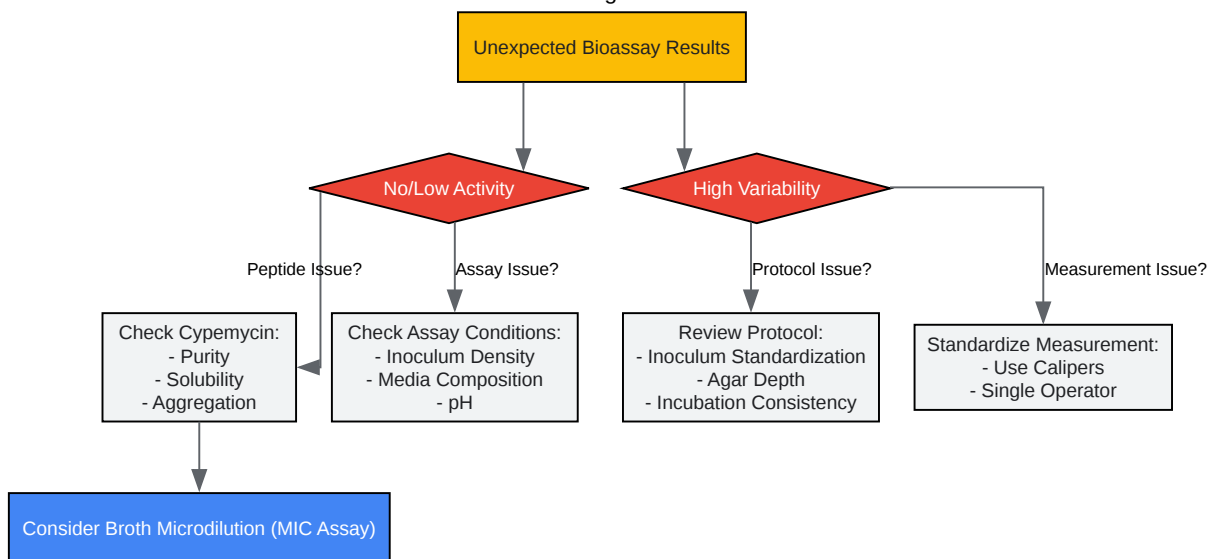 Unexpected Bioassay Results
No/Low Activity
High Variability
Peptide Issue?
Assay Issue?
Protocol Issue?
Measurement Issue?
Check Cypemycin:
- Purity
- Solubility
- Aggregation
Check Assay Conditions:
- Inoculum Density
- Media Composition
- pH
Review Protocol:
- Inoculum Standardization
- Agar Depth
- Incubation Consistency
Standardize Measurement:
- Use Calipers
- Single Operator
Consider Broth Microdilution (MIC Assay)